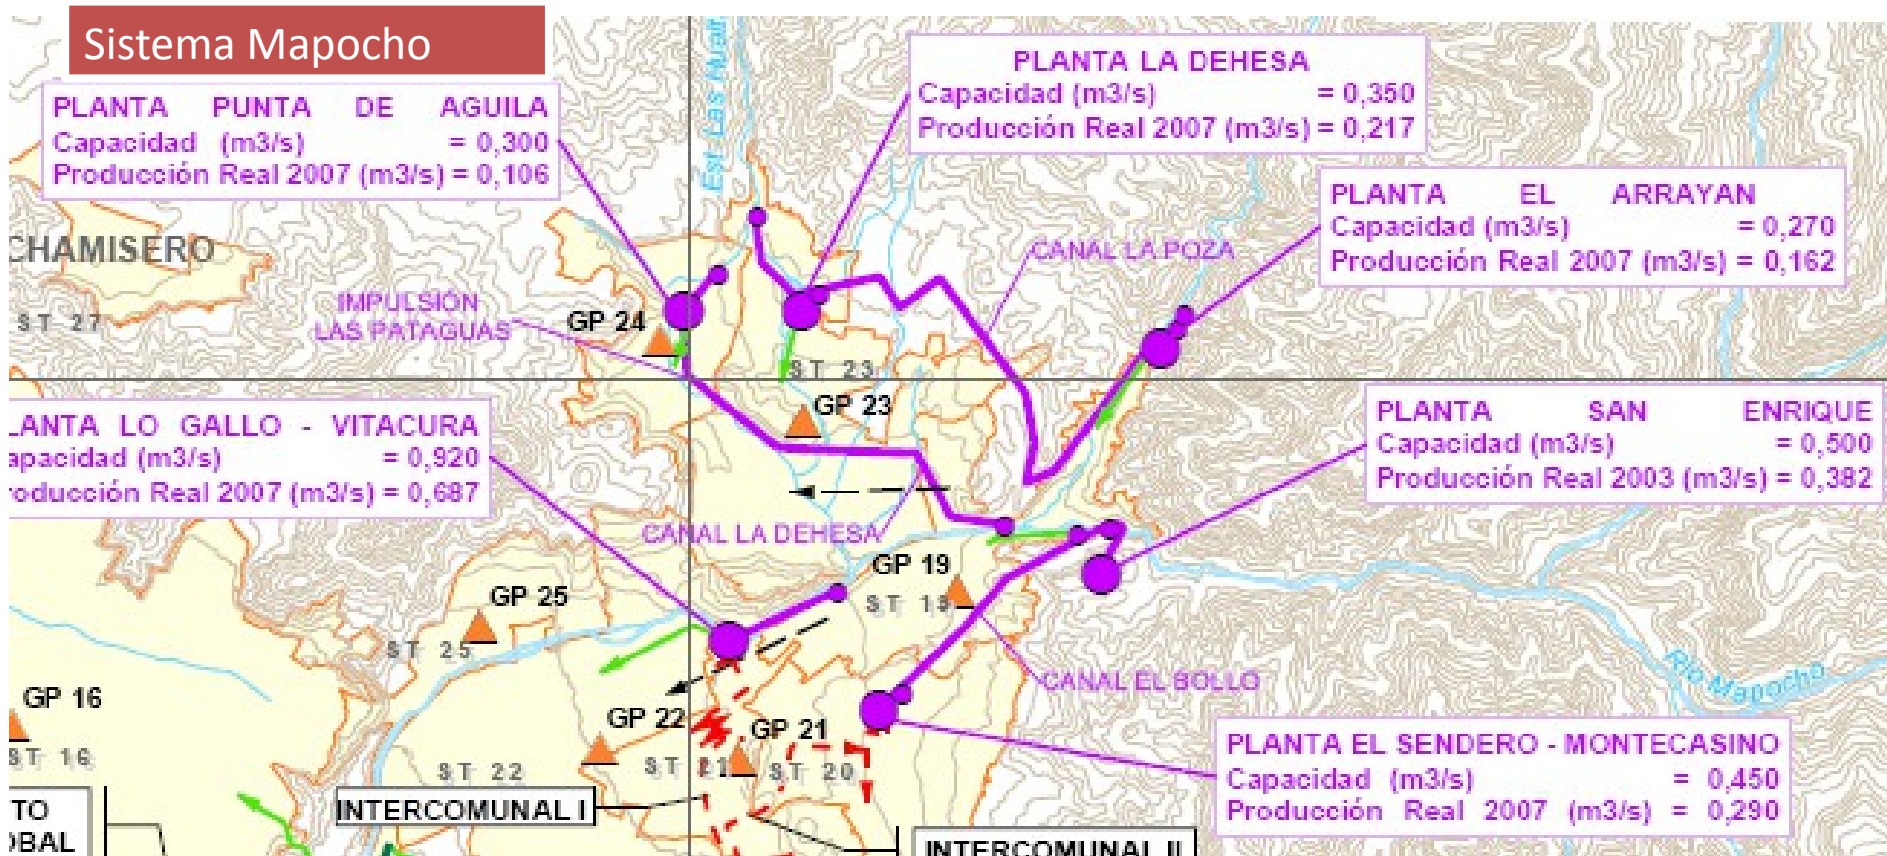 Sistema Mapocho
PLANTA PUNTA DE AGUILA
Capacidad (m3/s) = 0,300
Producción Real 2007 (m3/s) = 0,106
Est Las Hual
PLANTA LA DEHESA
Capacidad (m3/s) = 0,350
Producción Real 2007 (m3/s) = 0,217
PLANTA EL ARRAYAN
Capacidad (m3/s) = 0,270
Producción Real 2007 (m3/s) = 0,162
CHAMISERO
CANAL LA POZA
IMPULSIÓN
LAS PATAGUAS
ST 27
GP 24
ST 23
GP 23
LANTA LO GALLO - VITACURA
apacidad (m3/s) = 0,920
roducción Real 2007 (m3/s) = 0,687
PLANTA SAN ENRIQUE
Capacidad (m3/s) = 0,500
Producción Real 2003 (m3/s) = 0,382
CANAL LA DEHESA
GP 19
ST 19
GP 25
ST 25
CANAL EL BOLLO
Río Mapocho
GP 16
ST 16
GP 22
GP 21
ST 22
ST 21
ST 20
PLANTA EL SENDERO - MONTECASINO
Capacidad (m3/s) = 0,450
Producción Real 2007 (m3/s) = 0,290
TO
OBAL
INTERCOMUNAL I
INTERCOMUNAL II